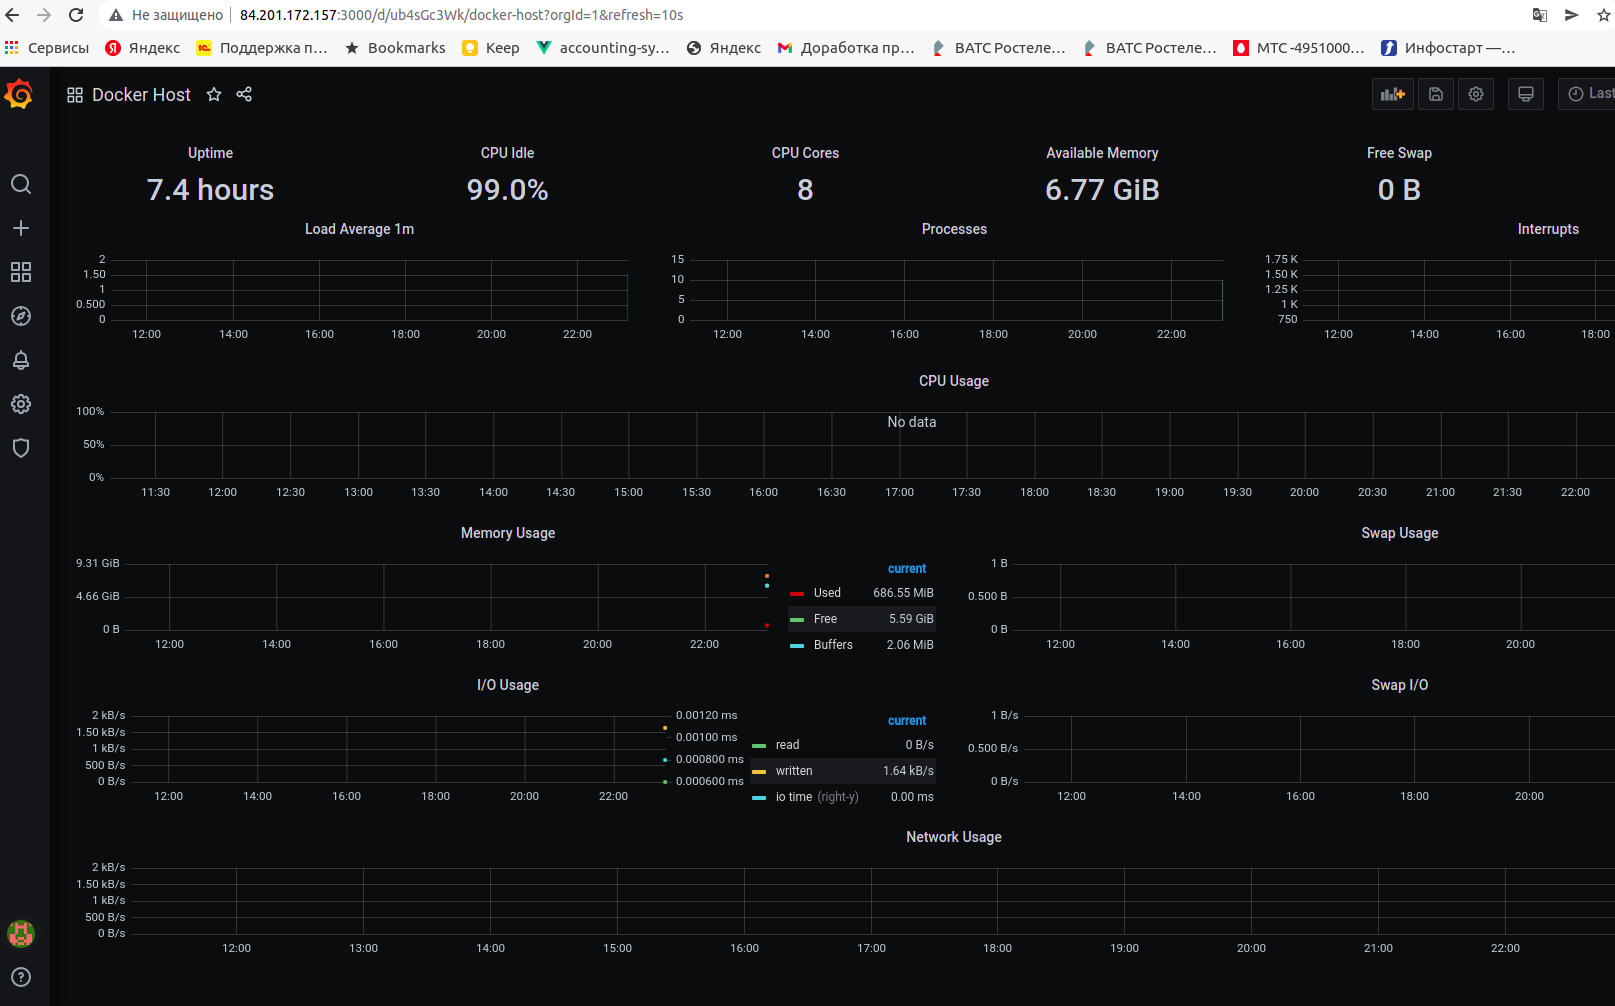 Не защищено 84.201.172.157:3000/d/ub4sGc3Wk/docker-host?orgId=1&refresh=10s
Сервисы Яндекс Поддержка п... Bookmarks Keep accounting-sy... Яндекс Доработка пр... ВАТС Ростеле... ВАТС Ростеле... МТС -4951000... Инфостарт —...
Docker Host Last
Uptime CPU Idle CPU Cores Available Memory Free Swap
7.4 hours 99.0% 8 6.77 GiB 0 B
Load Average 1m Processes Interrupts
2 15 1.75 K
1.50 10 1.50 K
1 5 1.25 K
0.500 0 1 K
0 750
12:00 14:00 16:00 18:00 20:00 22:00 12:00 14:00 16:00 18:00 20:00 22:00 12:00 14:00 16:00 18:00
CPU Usage
100%
No data
50%
0%
11:30 12:00 12:30 13:00 13:30 14:00 14:30 15:00 15:30 16:00 16:30 17:00 17:30 18:00 18:30 19:00 19:30 20:00 20:30 21:00 21:30 22:00
Memory Usage Swap Usage
9.31 GiB current 1 B
Used 686.55 MiB
4.66 GiB Free 5.59 GiB 0.500 B
0 B Buffers 2.06 MiB 0 B
12:00 14:00 16:00 18:00 20:00 22:00 12:00 14:00 16:00 18:00 20:00
I/O Usage Swap I/O
2 kB/s 0.00120 ms current 1 B/s
1.50 kB/s 0.00100 ms read 0 B/s
1 kB/s 0.000800 ms 0.500 B/s
500 B/s written 1.64 kB/s
0 B/s 0.000600 ms 0 B/s
12:00 14:00 16:00 18:00 20:00 22:00 io time (right-y) 0.00 ms 12:00 14:00 16:00 18:00 20:00
Network Usage
2 kB/s
1.50 kB/s
1 kB/s
500 B/s
0 B/s
12:00 13:00 14:00 15:00 16:00 17:00 18:00 19:00 20:00 21:00 22:00